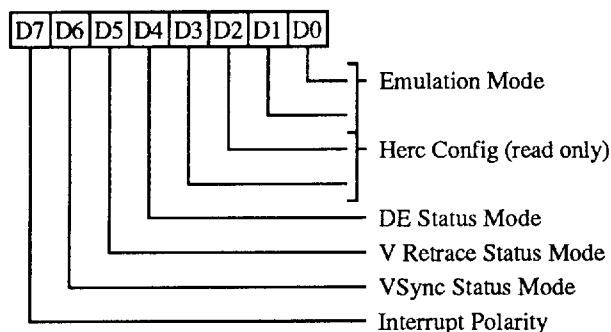 D7 D6 D5 D4 D3 D2 D1 D0
Emulation Mode
Herc Config (read only)
DE Status Mode
V Retrace Status Mode
VSync Status Mode
Interrupt Polarity